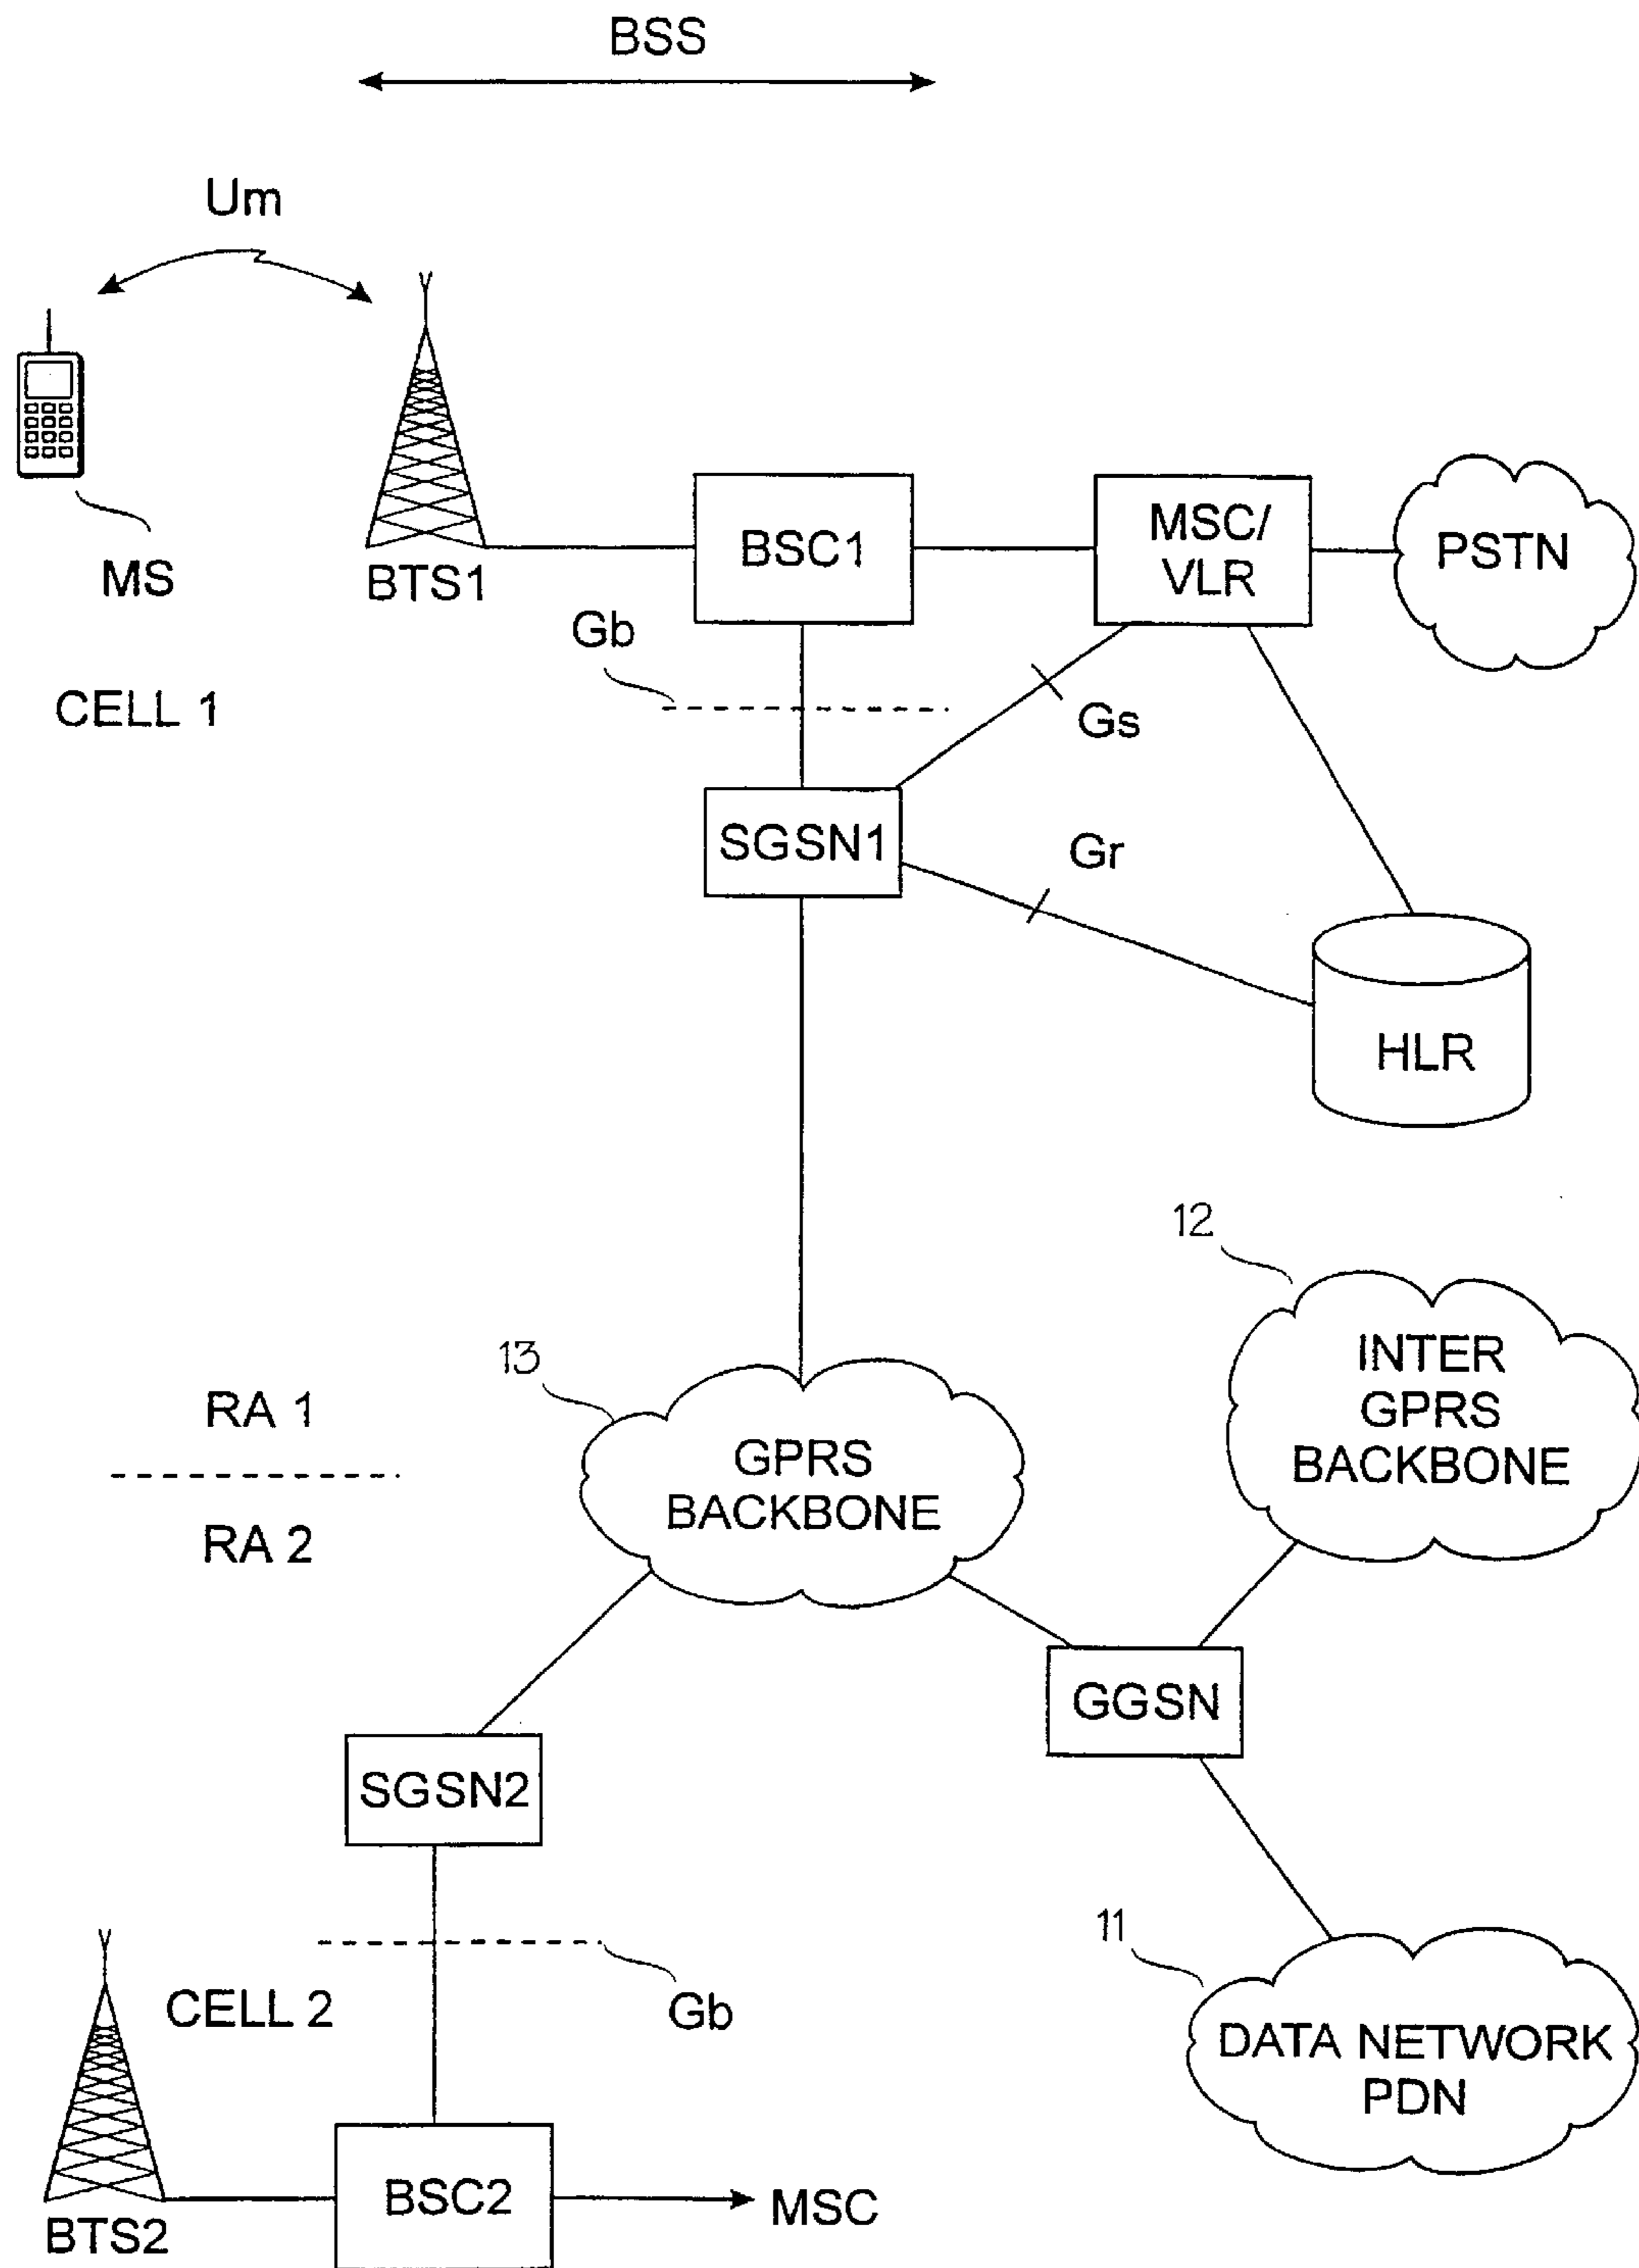 BSS
Um
MS
BTS1
BSC1
MSC/
VLR
PSTN
Gb
CELL 1
Gs
SGSN1
Gr
HLR
12
INTER
GPRS
BACKBONE
13
RA 1
GPRS
BACKBONE
RA 2
GGSN
SGSN2
11
CELL 2
Gb
DATA NETWORK
PDN
BSC2
MSC
BTS2